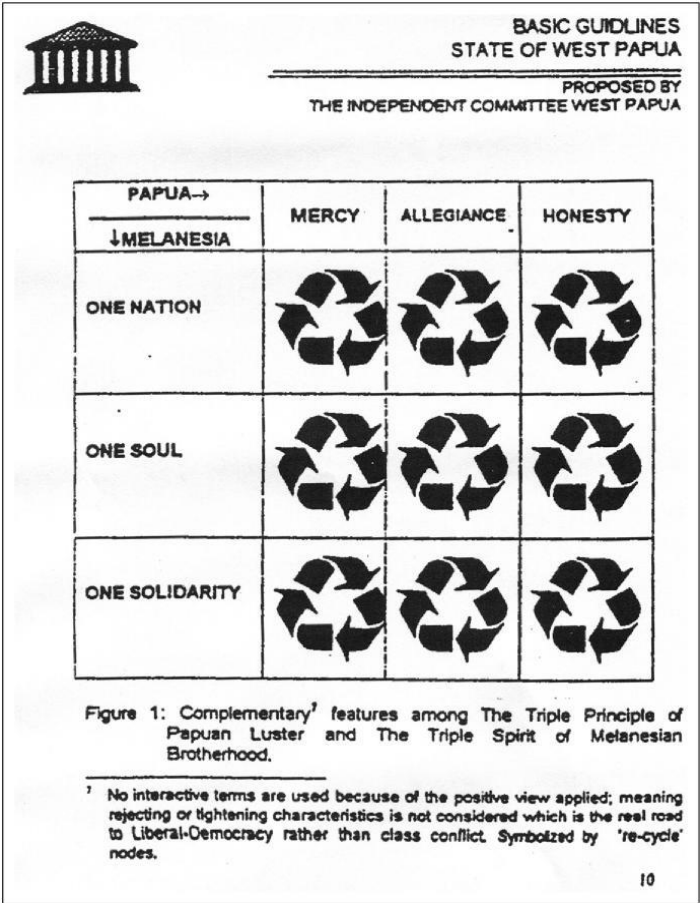 BASIC GUIDLINES
STATE OF WEST PAPUA
PROPOSED BY
THE INDEPENDENT COMMITTEE WEST PAPUA
PAPUA→ MERCY ALLEGIANCE HONESTY
↓MELANESIA
ONE NATION
ONE SOUL
ONE SOLIDARITY
Figure 1: Complementary⁷ features among The Triple Principle of
Papuan Luster and The Triple Spirit of Melanesian
Brotherhood.
⁷ No interactive terms are used because of the positive view applied; meaning
rejecting or tightening characteristics is not considered which is the real road
to Liberal-Democracy rather than class conflict. Symbolized by 're-cycle'
nodes.
10